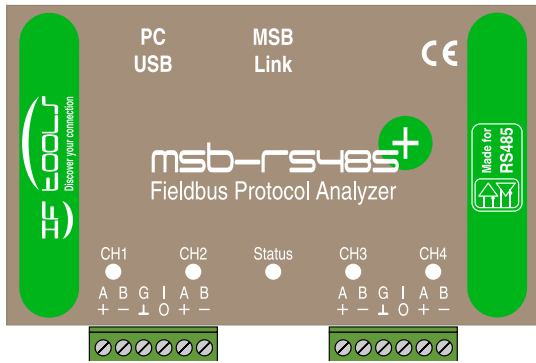 PC
USB
MSB
Link
CE
IF TOOLS
Discover your connection
msb-rs485+
Fieldbus Protocol Analyzer
Made for
RS485
CH1 CH2 Status CH3 CH4
A B G I A B A B G I A B
+ − ⊥ O + − + − ⊥ O + −